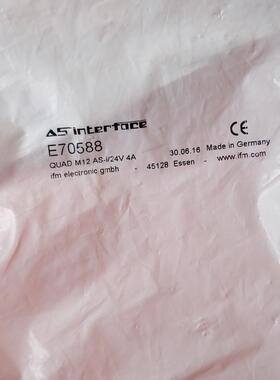 AS interface
E70588
CE
QUAD M12 AS-i/24V 4A 30.06.16 Made in Germany
ifm electronic gmbh - 45128 Essen - www.ifm.com